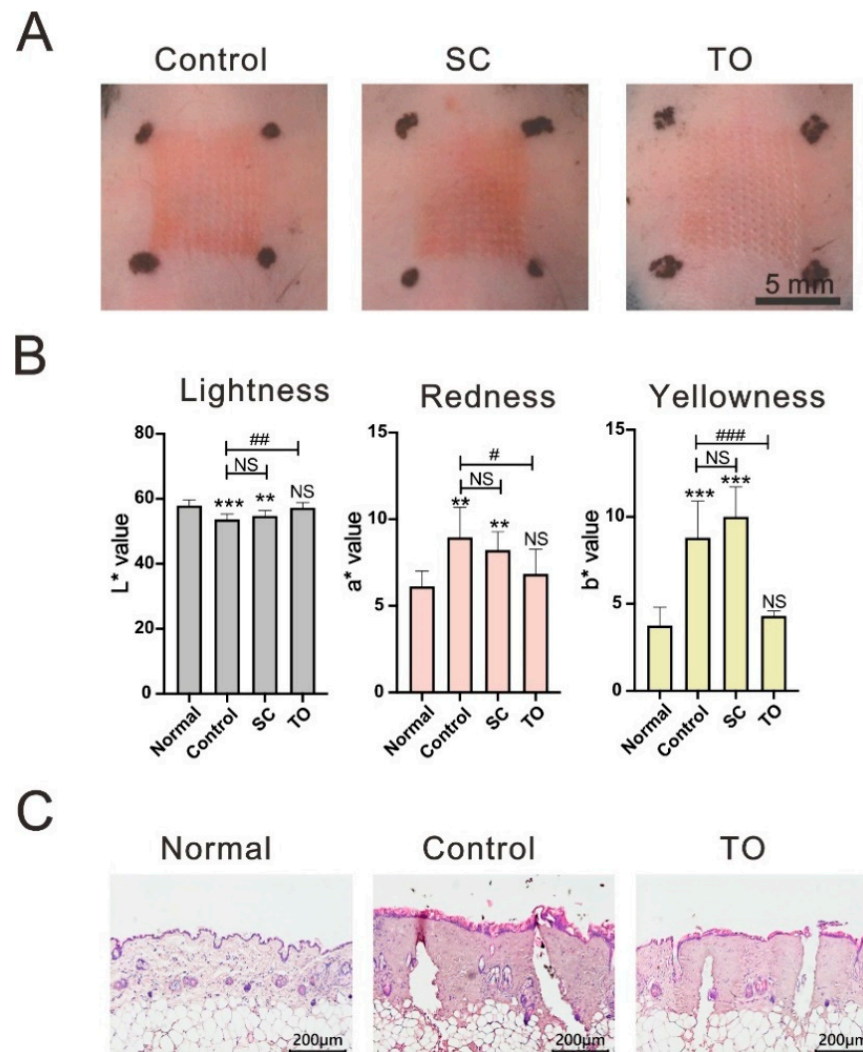 A
Control SC TO
5 mm
B
Lightness Redness Yellowness
L* value
80
60
40
20
0
##
NS
*** ** NS
Normal Control SC TO
a* value
15
10
5
0
#
NS
** ** NS
Normal Control SC TO
b* value
15
10
5
0
###
NS
*** *** NS
Normal Control SC TO
C
Normal Control TO
200μm 200μm 200μm